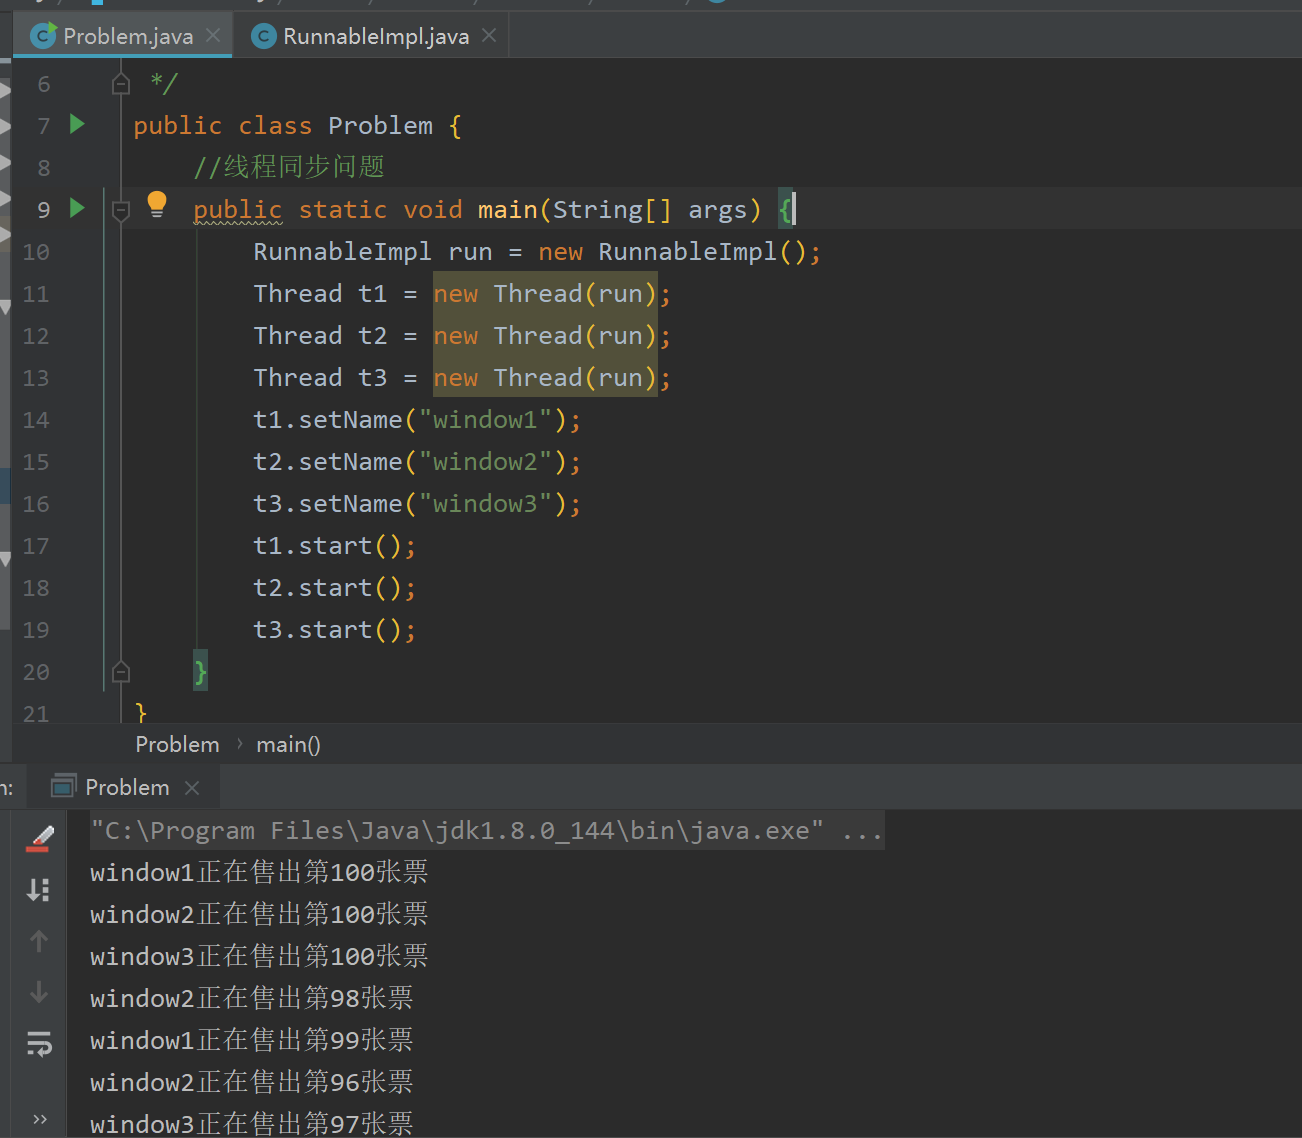 Problem.java RunnableImpl.java
6 */
7 public class Problem {
8 //线程同步问题
9 public static void main(String[] args) {
10 RunnableImpl run = new RunnableImpl();
11 Thread t1 = new Thread(run);
12 Thread t2 = new Thread(run);
13 Thread t3 = new Thread(run);
14 t1.setName("window1");
15 t2.setName("window2");
16 t3.setName("window3");
17 t1.start();
18 t2.start();
19 t3.start();
20 }
21 }
Problem › main()
n: Problem
"C:\Program Files\Java\jdk1.8.0_144\bin\java.exe" ...
window1正在售出第100张票
window2正在售出第100张票
window3正在售出第100张票
window2正在售出第98张票
window1正在售出第99张票
window2正在售出第96张票
window3正在售出第97张票